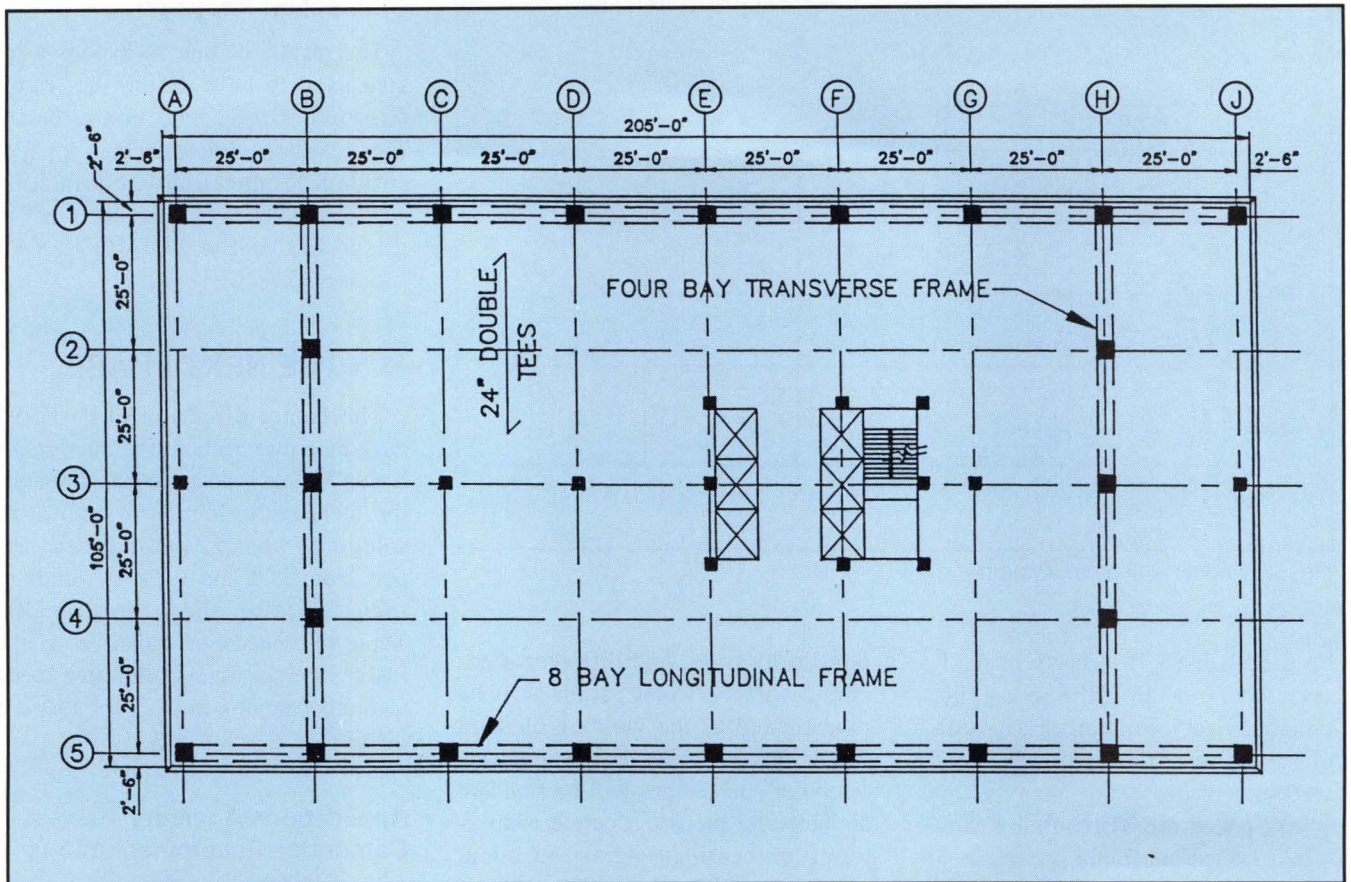 A B C D E F G H J
205'-0"
2'-6" 25'-0" 25'-0" 25'-0" 25'-0" 25'-0" 25'-0" 25'-0" 25'-0" 2'-6"
2'-6"
1
25'-0"
24" DOUBLE
TEES
FOUR BAY TRANSVERSE FRAME
2
25'-0"
3
105'-0"
25'-0"
4
25'-0"
8 BAY LONGITUDINAL FRAME
5
2'-6"